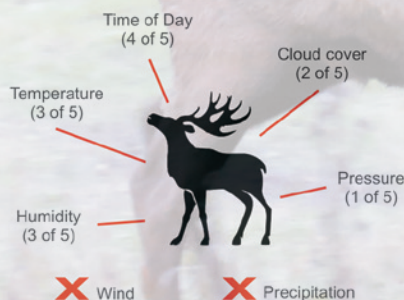 Time of Day
(4 of 5)
Cloud cover
(2 of 5)
Temperature
(3 of 5)
Pressure
(1 of 5)
Humidity
(3 of 5)
Wind
Precipitation